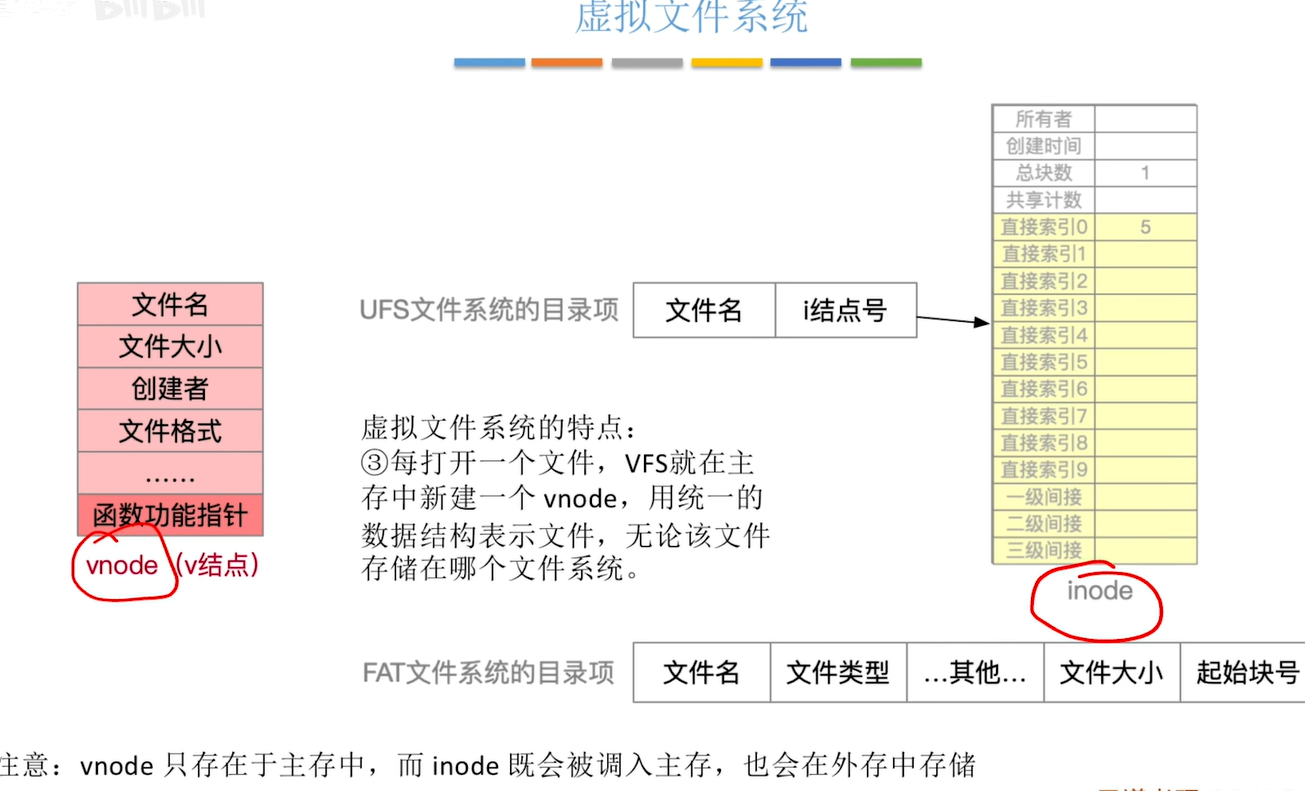 bilibili
虚拟文件系统
所有者
创建时间
总块数 1
共享计数
直接索引0 5
直接索引1
直接索引2
直接索引3
直接索引4
直接索引5
直接索引6
直接索引7
直接索引8
直接索引9
一级间接
二级间接
三级间接
inode
文件名
文件大小
创建者
文件格式
……
函数功能指针
vnode（v结点）
UFS文件系统的目录项 文件名 i结点号
虚拟文件系统的特点：
③每打开一个文件，VFS就在主
存中新建一个 vnode，用统一的
数据结构表示文件，无论该文件
存储在哪个文件系统。
FAT文件系统的目录项 文件名 文件类型 …其他… 文件大小 起始块号
注意：vnode 只存在于主存中，而 inode 既会被调入主存，也会在外存中存储